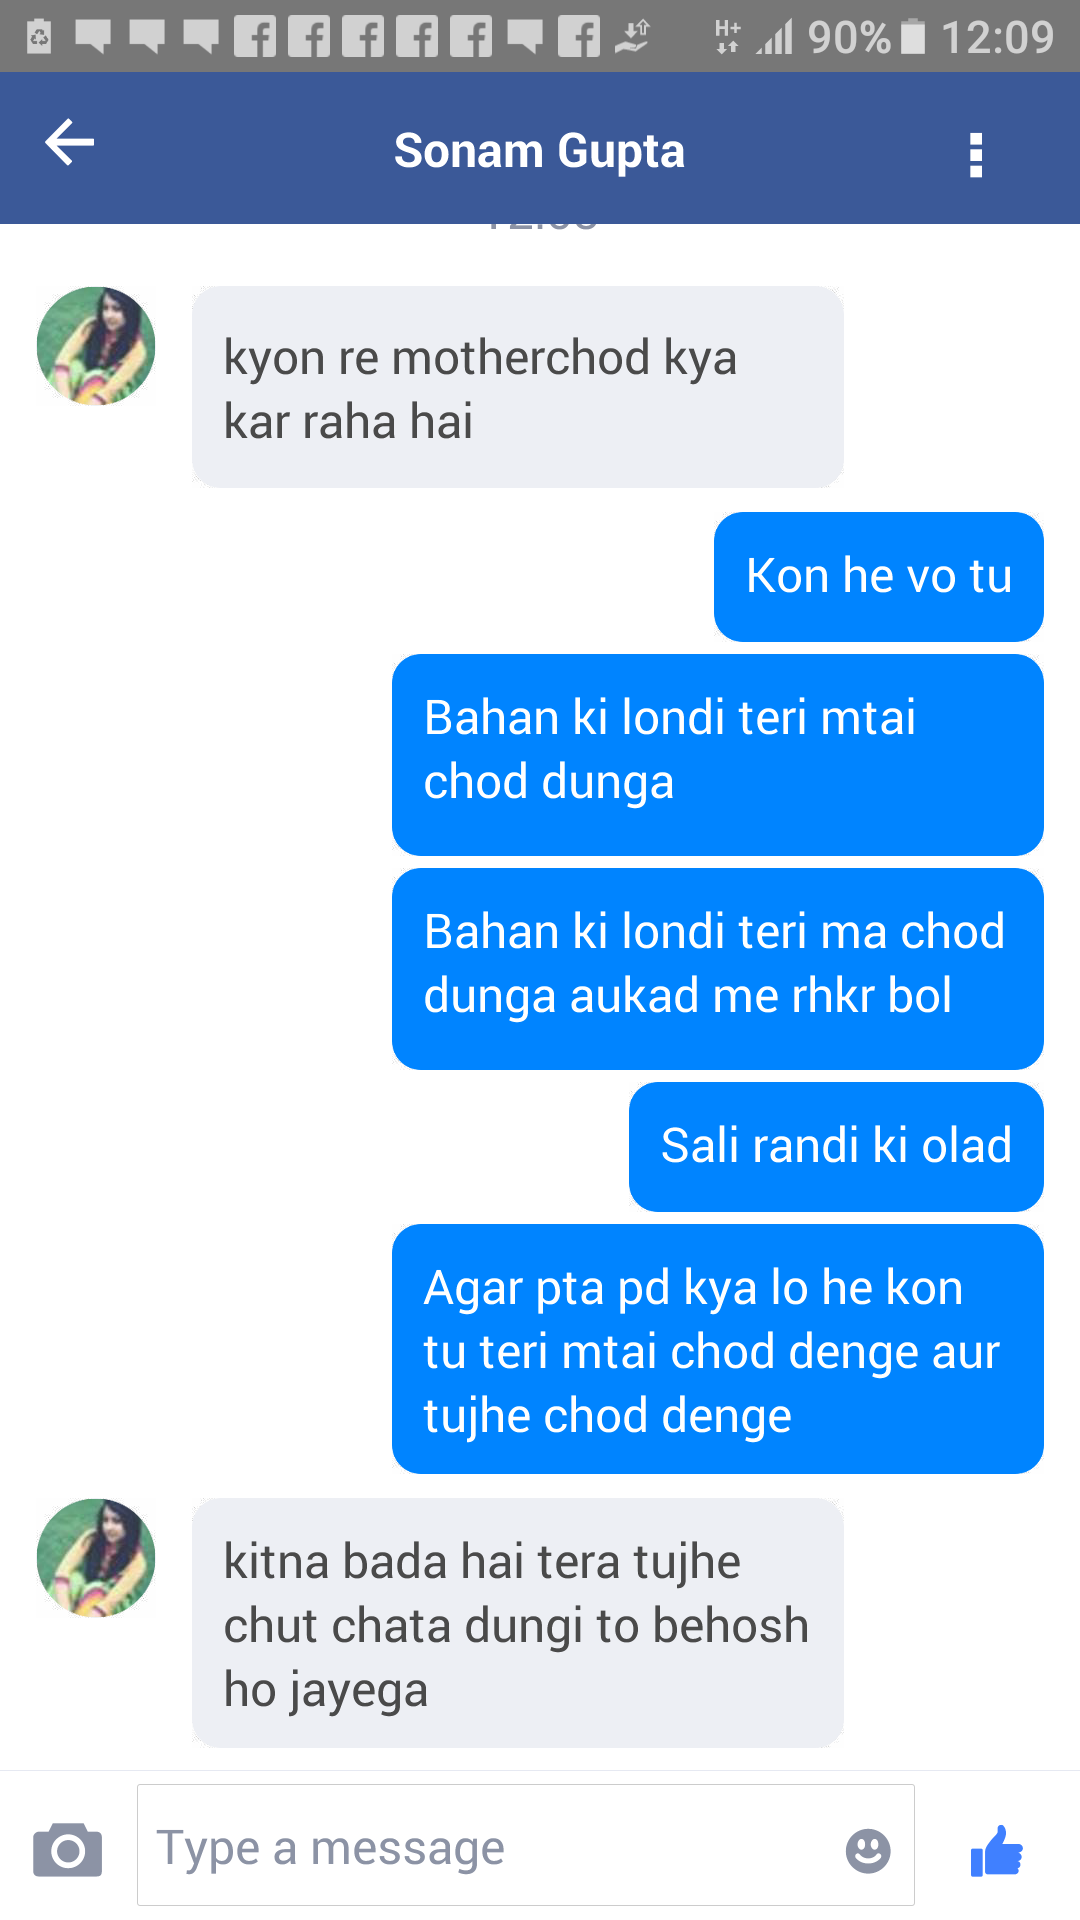 H+ 90% 12:09
Sonam Gupta
kyon re motherchod kya
kar raha hai
Kon he vo tu
Bahan ki londi teri mtai
chod dunga
Bahan ki londi teri ma chod
dunga aukad me rhkr bol
Sali randi ki olad
Agar pta pd kya lo he kon
tu teri mtai chod denge aur
tujhe chod denge
kitna bada hai tera tujhe
chut chata dungi to behosh
ho jayega
Type a message